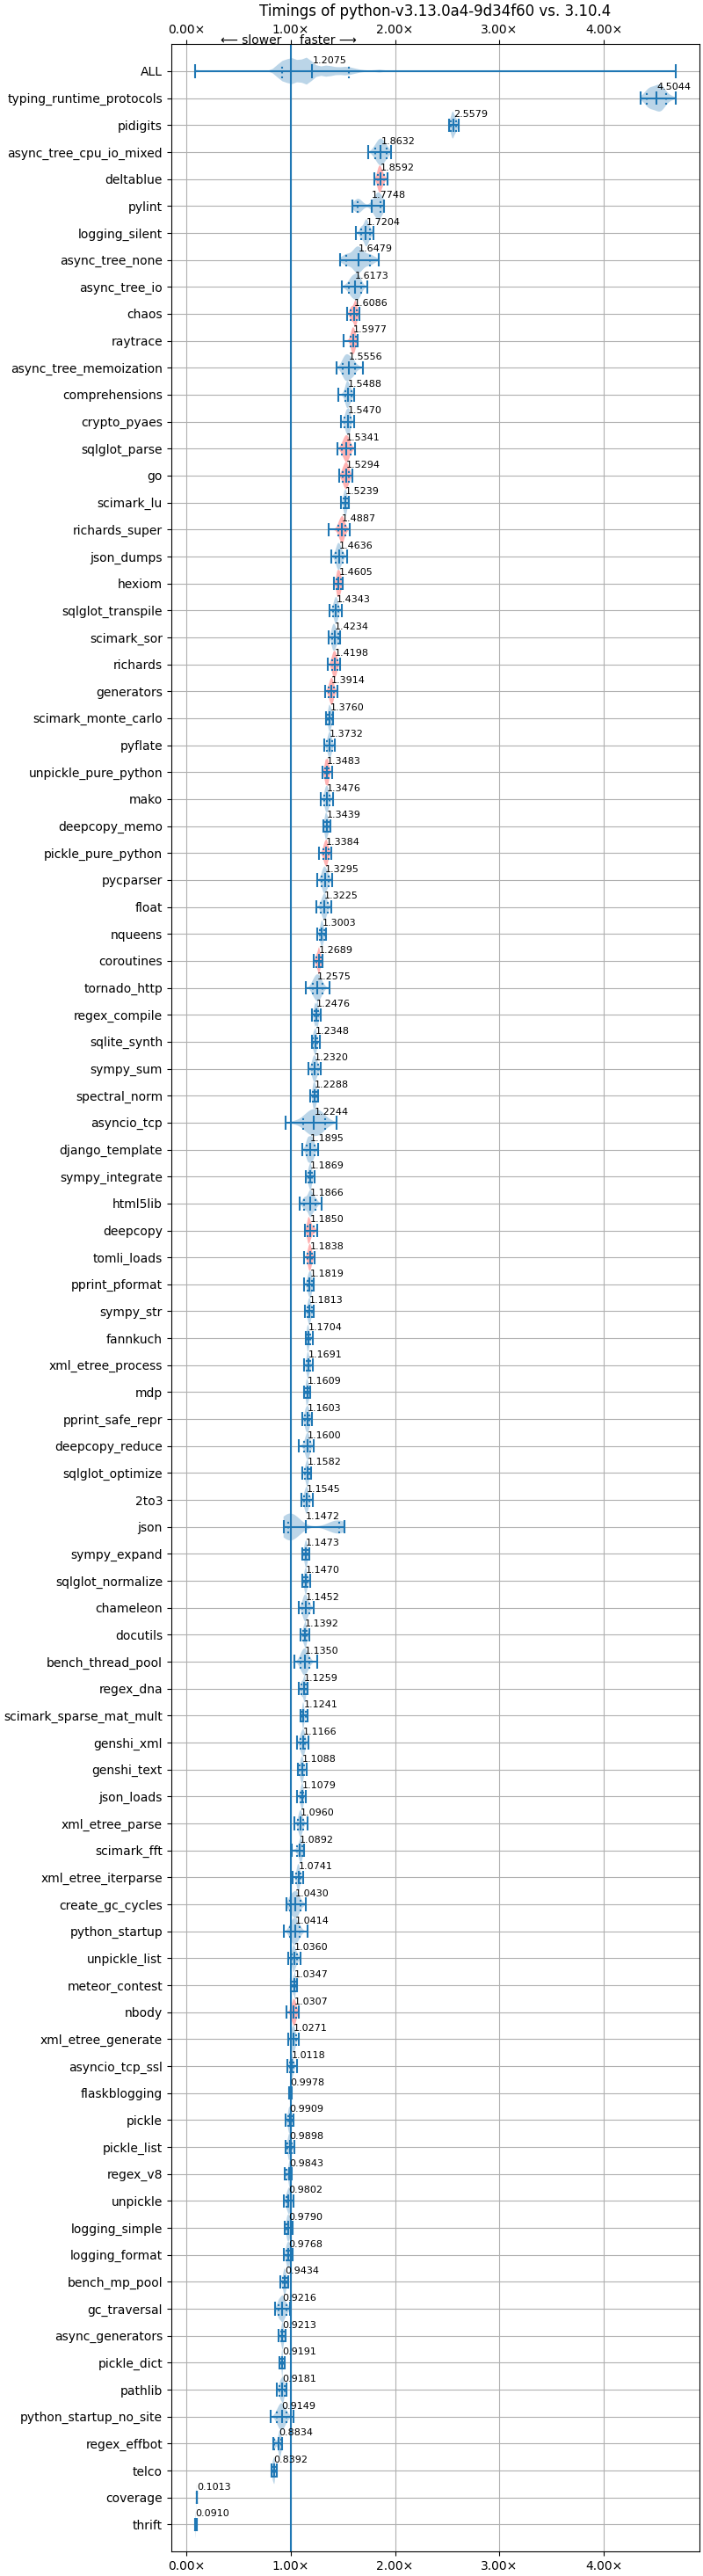 Timings of python-v3.13.0a4-9d34f60 vs. 3.10.4
0.00× 1.00× 2.00× 3.00× 4.00×
← slower faster →
ALL 1.2075
typing_runtime_protocols 4.5044
pidigits 2.5579
async_tree_cpu_io_mixed 1.8632
deltablue 1.8592
pylint 1.7748
logging_silent 1.7204
async_tree_none 1.6479
async_tree_io 1.6173
chaos 1.6086
raytrace 1.5977
async_tree_memoization 1.5556
comprehensions 1.5488
crypto_pyaes 1.5470
sqlglot_parse 1.5341
go 1.5294
scimark_lu 1.5239
richards_super 1.4887
json_dumps 1.4636
hexiom 1.4605
sqlglot_transpile 1.4343
scimark_sor 1.4234
richards 1.4198
generators 1.3914
scimark_monte_carlo 1.3760
pyflate 1.3732
unpickle_pure_python 1.3483
mako 1.3476
deepcopy_memo 1.3439
pickle_pure_python 1.3384
pycparser 1.3295
float 1.3225
nqueens 1.3003
coroutines 1.2689
tornado_http 1.2575
regex_compile 1.2476
sqlite_synth 1.2348
sympy_sum 1.2320
spectral_norm 1.2288
asyncio_tcp 1.2244
django_template 1.1895
sympy_integrate 1.1869
html5lib 1.1866
deepcopy 1.1850
tomli_loads 1.1838
pprint_pformat 1.1819
sympy_str 1.1813
fannkuch 1.1704
xml_etree_process 1.1691
mdp 1.1609
pprint_safe_repr 1.1603
deepcopy_reduce 1.1600
sqlglot_optimize 1.1582
2to3 1.1545
json 1.1472
sympy_expand 1.1473
sqlglot_normalize 1.1470
chameleon 1.1452
docutils 1.1392
bench_thread_pool 1.1350
regex_dna 1.1259
scimark_sparse_mat_mult 1.1241
genshi_xml 1.1166
genshi_text 1.1088
json_loads 1.1079
xml_etree_parse 1.0960
scimark_fft 1.0892
xml_etree_iterparse 1.0741
create_gc_cycles 1.0430
python_startup 1.0414
unpickle_list 1.0360
meteor_contest 1.0347
nbody 1.0307
xml_etree_generate 1.0271
asyncio_tcp_ssl 1.0118
flaskblogging 0.9978
pickle 0.9909
pickle_list 0.9898
regex_v8 0.9843
unpickle 0.9802
logging_simple 0.9790
logging_format 0.9768
bench_mp_pool 0.9434
gc_traversal 0.9216
async_generators 0.9213
pickle_dict 0.9191
pathlib 0.9181
python_startup_no_site 0.9149
regex_effbot 0.8834
telco 0.8392
coverage 0.1013
thrift 0.0910
0.00× 1.00× 2.00× 3.00× 4.00×